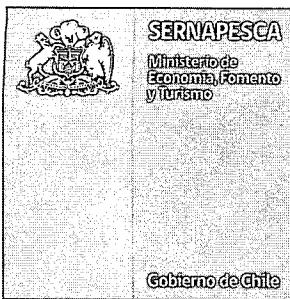 SERNAPESCA
Ministerio de
Economía, Fomento
y Turismo
Gobierno de Chile